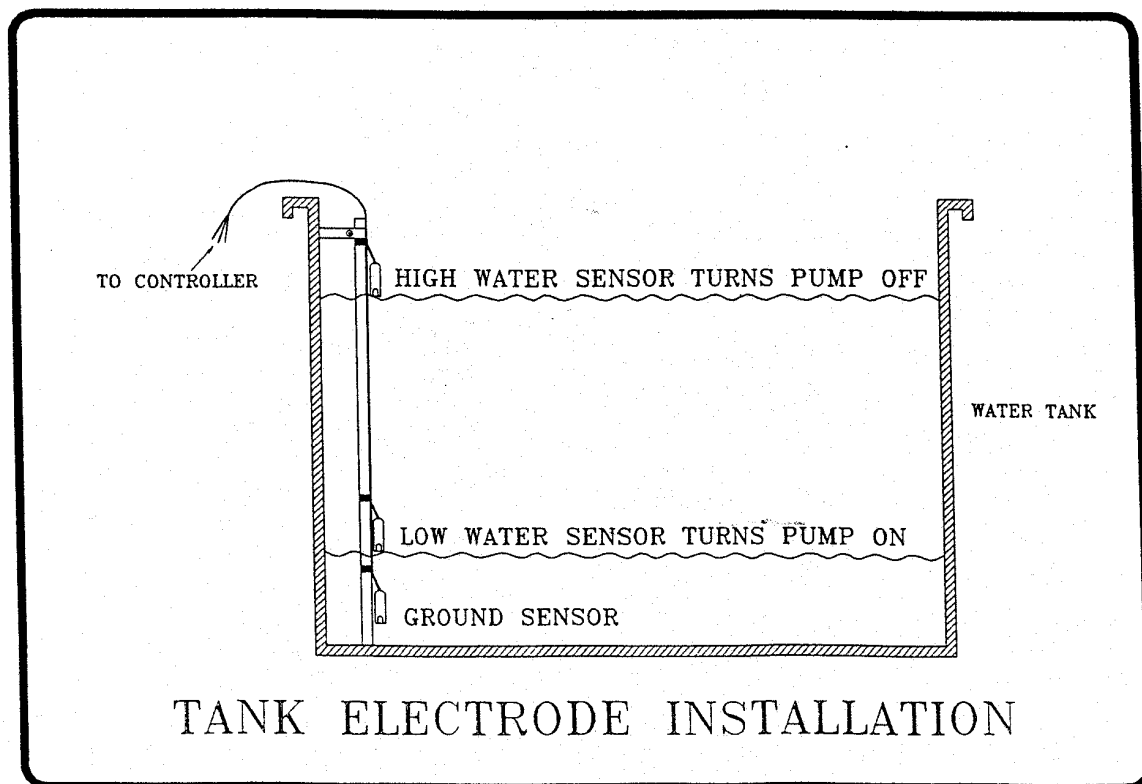 TO CONTROLLER
HIGH WATER SENSOR TURNS PUMP OFF
WATER TANK
LOW WATER SENSOR TURNS PUMP ON
GROUND SENSOR
TANK ELECTRODE INSTALLATION